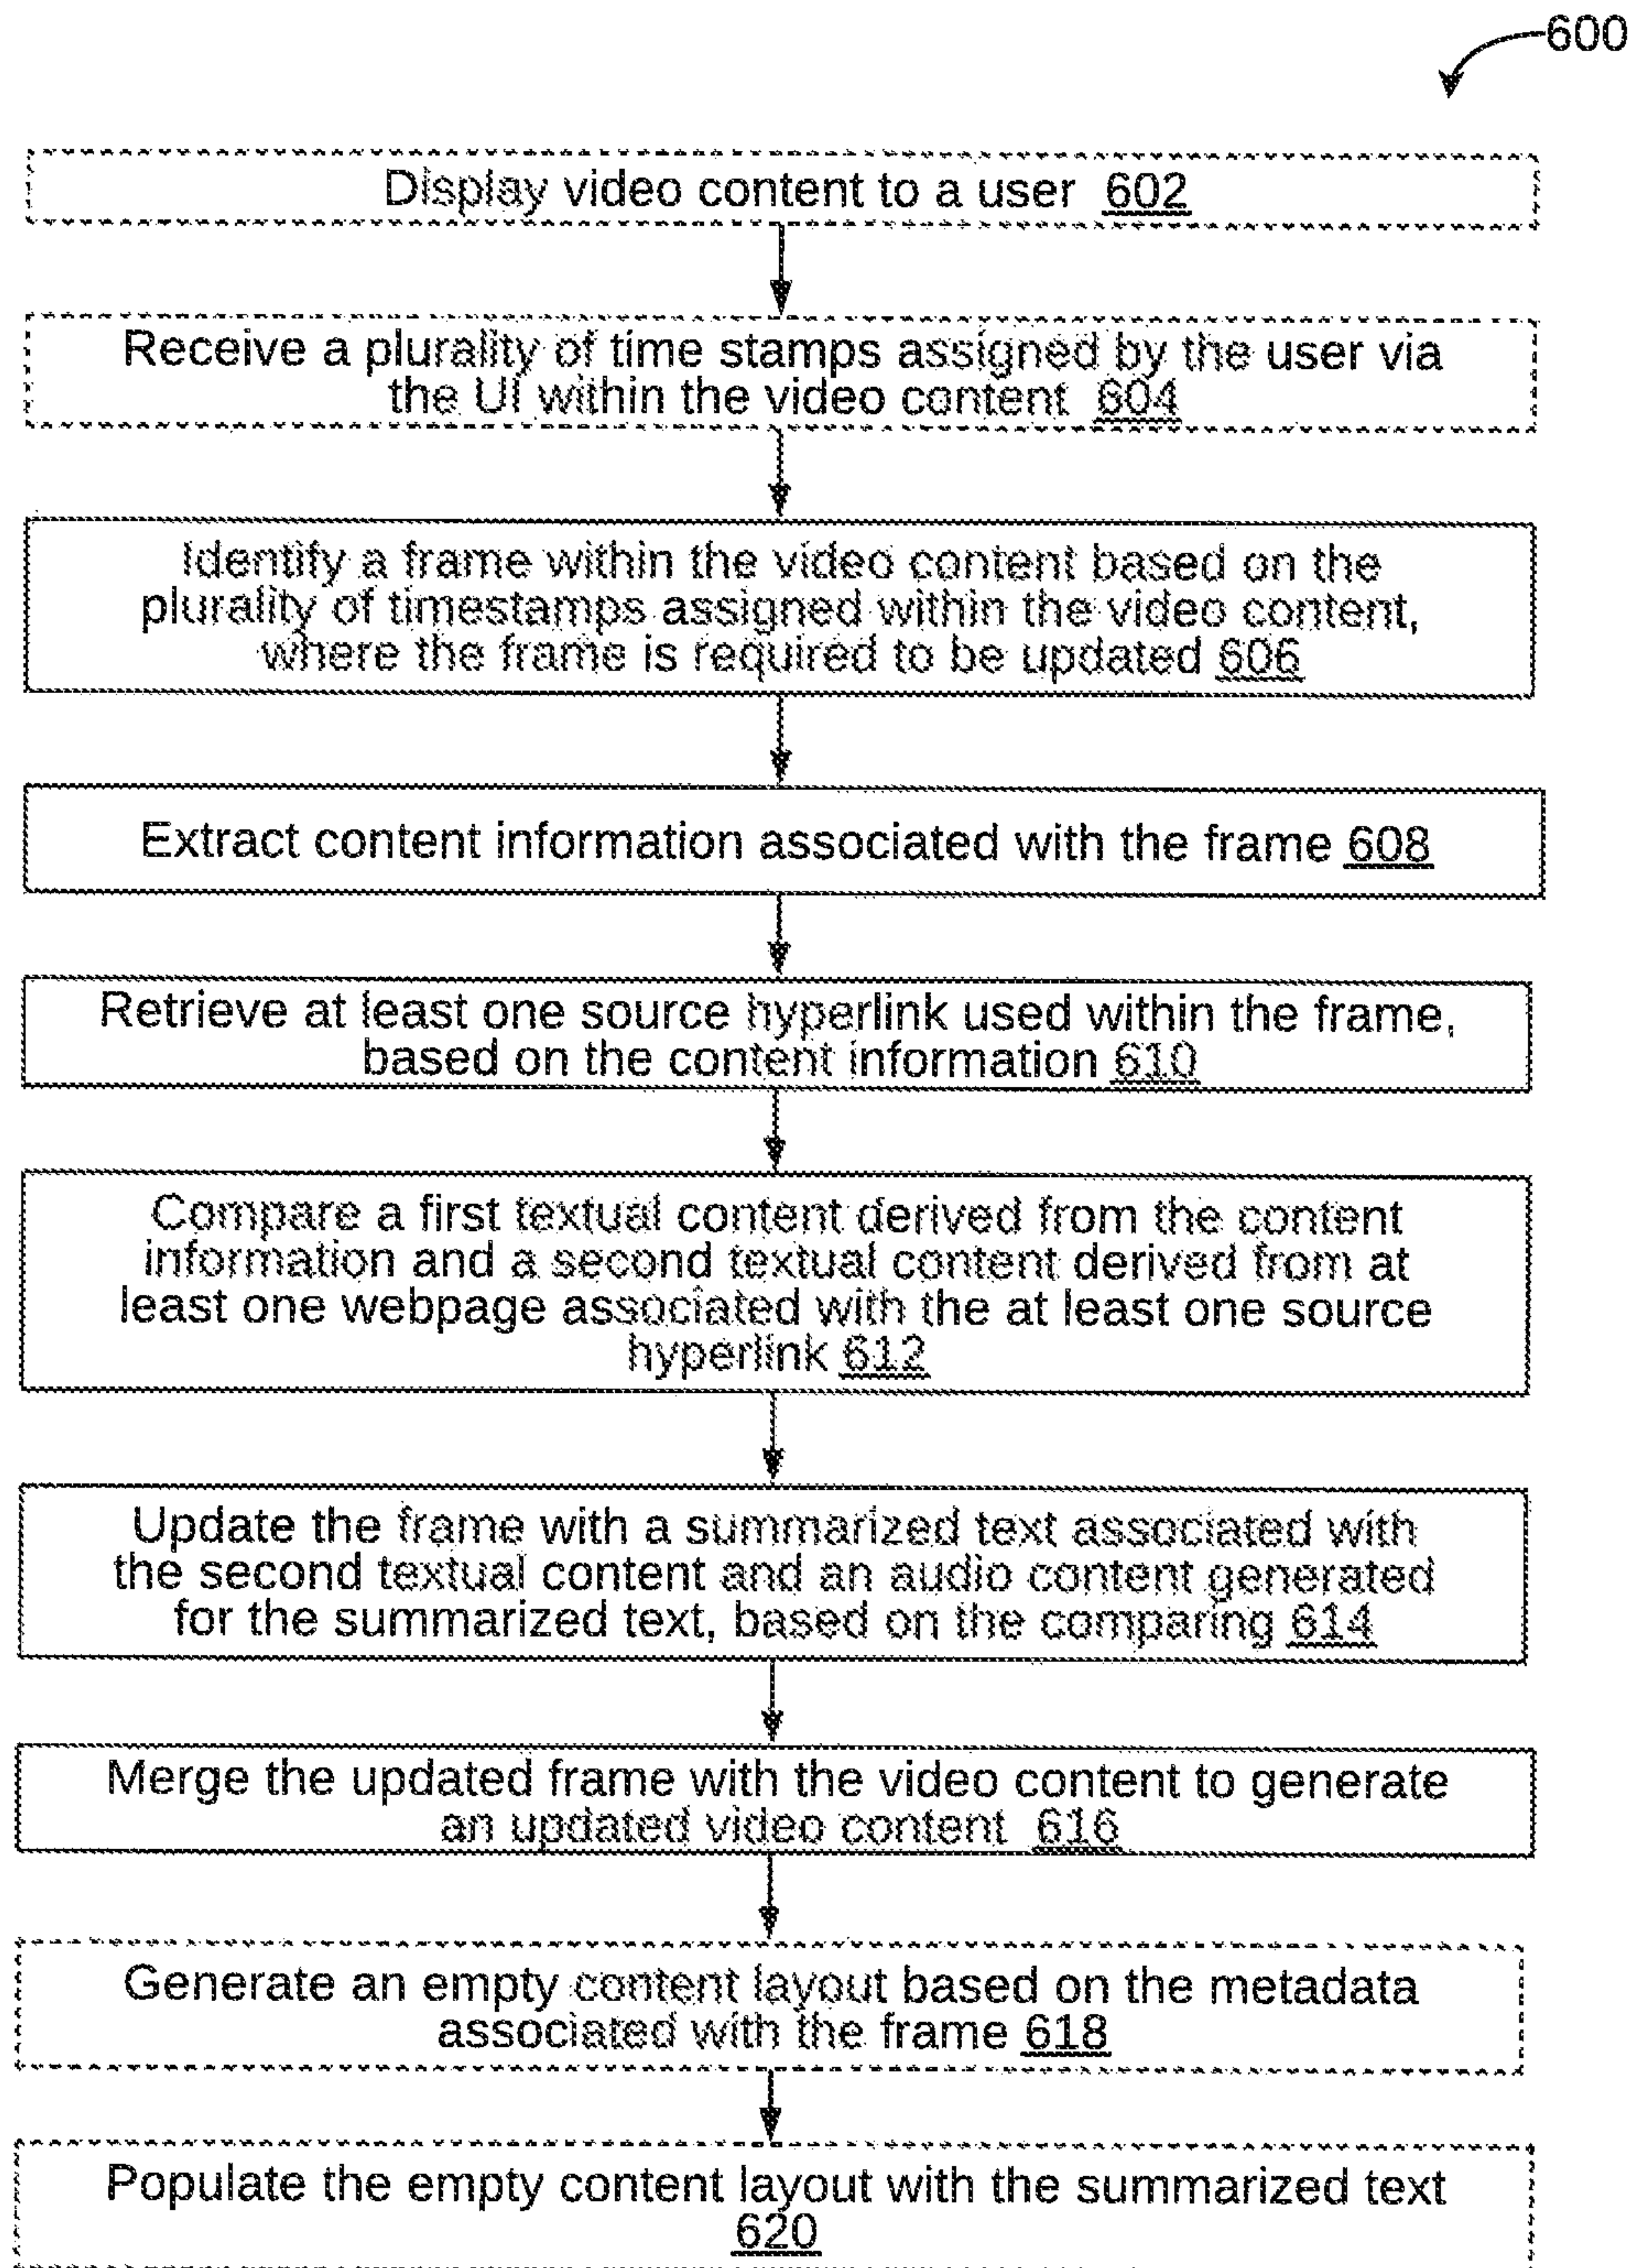 600
Display video content to a user 602
Receive a plurality of time stamps assigned by the user via
the UI within the video content 604
Identify a frame within the video content based on the
plurality of timestamps assigned within the video content,
where the frame is required to be updated 606
Extract content information associated with the frame 608
Retrieve at least one source hyperlink used within the frame,
based on the content information 610
Compare a first textual content derived from the content
information and a second textual content derived from at
least one webpage associated with the at least one source
hyperlink 612
Update the frame with a summarized text associated with
the second textual content and an audio content generated
for the summarized text, based on the comparing 614
Merge the updated frame with the video content to generate
an updated video content 616
Generate an empty content layout based on the metadata
associated with the frame 618
Populate the empty content layout with the summarized text
620